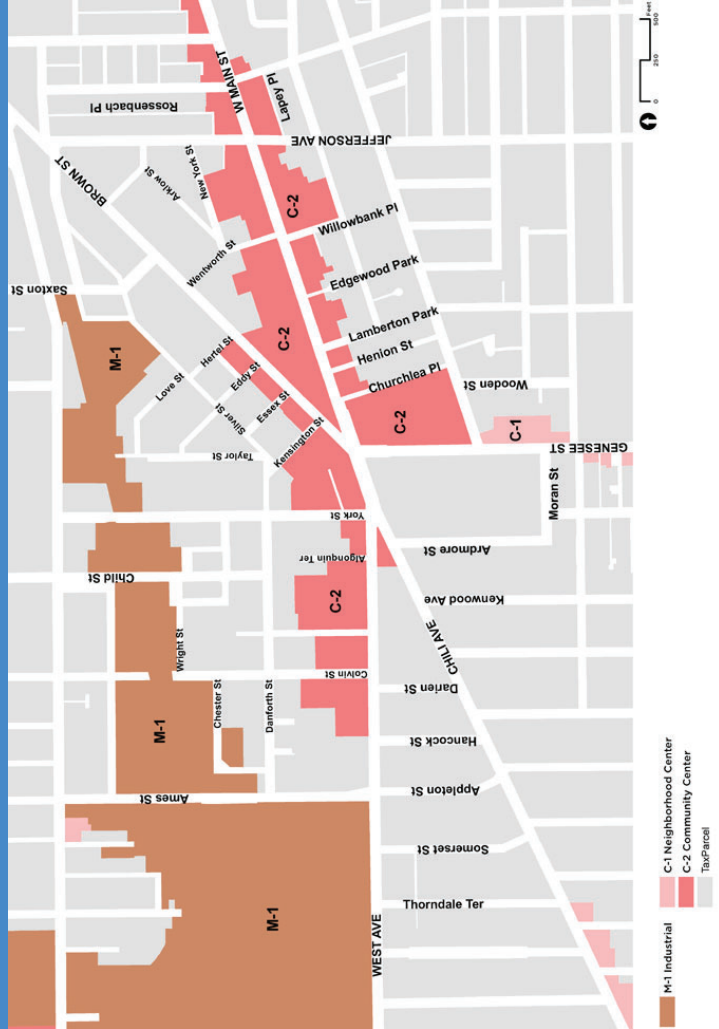 W MAIN ST
Rossenbach Pl
Lapey Pl
JEFFERSON AVE
BROWN ST
Arklow St
New York St
C-2
Willowbank Pl
Wentworth St
Edgewood Park
Saxton St
C-2
Lamberton Park
M-1
Hertel St
Henion St
Love St
Eddy St
Churchlea Pl
Silver St
Essex St
Wooden St
C-2
Kensington St
C-1
Taylor St
GENESEE ST
Moran St
York St
Algonquin Ter
Ardmore St
Child St
C-2
Kenwood Ave
Wright St
CHILI AVE
Colvin St
Darien St
Chester St
Danforth St
M-1
Hancock St
Ames St
Appleton St
Somerset St
M-1
Thorndale Ter
WEST AVE
0 250 500
Feet
M-1 Industrial
C-1 Neighborhood Center
C-2 Community Center
TaxParcel